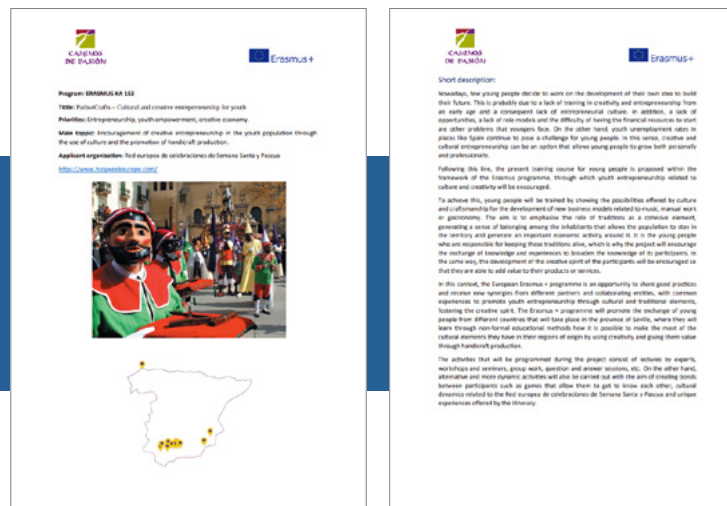 CAMINOS
DE PASIÓN
Erasmus+
Program: ERASMUS KA 152
Title: – Cultural and creative entrepreneurship for youth
Priorities: Entrepreneurship, youth empowerment, creative economy.
Main topic: Encouragement of creative entrepreneurship in the youth population through
the use of culture and the promotion of handicraft production.
Applicant organisation: Red europea de celebraciones de Semana Santa y Pascua
https://www.holyweekeurope.com/
CAMINOS
DE PASIÓN
Erasmus+
Short description:
Nowadays, few young people decide to work on the development of their own idea to build
their future. This is probably due to a lack of training in creativity and entrepreneurship from
an early age and a consequent lack of entrepreneurial culture. In addition, a lack of
opportunities, a lack of role models and the difficulty of having the financial resources to start
are other problems that youngers face. On the other hand, youth unemployment rates in
places like Spain continue to pose a challenge for young people. In this sense, creative and
cultural entrepreneurship can be an option that allows young people to grow both personally
and professionally.
Following this line, the present training course for young people is proposed within the
framework of the Erasmus programme, through which youth entrepreneurship related to
culture and creativity will be encouraged.
To achieve this, young people will be trained by showing the possibilities offered by culture
and craftsmanship for the development of new business models related to music, manual work
or gastronomy. The aim is to emphasise the role of traditions as a cohesive element,
generating a sense of belonging among the inhabitants that allows the population to stay in
the territory and generate an important economic activity around it. It is the young people
who are responsible for keeping these traditions alive, which is why the project will encourage
the exchange of knowledge and experiences to broaden the knowledge of its participants. In
the same way, the development of the creative spirit of the participants will be encouraged so
that they are able to add value to their products or services.
In this context, the European Erasmus + programme is an opportunity to share good practices
and receive new synergies from different partners and collaborating entities, with common
experiences to promote youth entrepreneurship through cultural and traditional elements,
fostering the creative spirit. The Erasmus + programme will promote the exchange of young
people from different countries that will take place in the province of Seville, where they will
learn through non-formal educational methods how it is possible to make the most of the
cultural elements they have in their regions of origin by using creativity and giving them value
through handicraft production.
The activities that will be programmed during the project consist of lectures by experts,
workshops and seminars, group work, question and answer sessions, etc. On the other hand,
alternative and more dynamic activities will also be carried out with the aim of creating bonds
between participants such as games that allow them to get to know each other, cultural
dynamics related to the Red europea de celebraciones de Semana Santa y Pascua and unique
experiences offered by the itinerary.